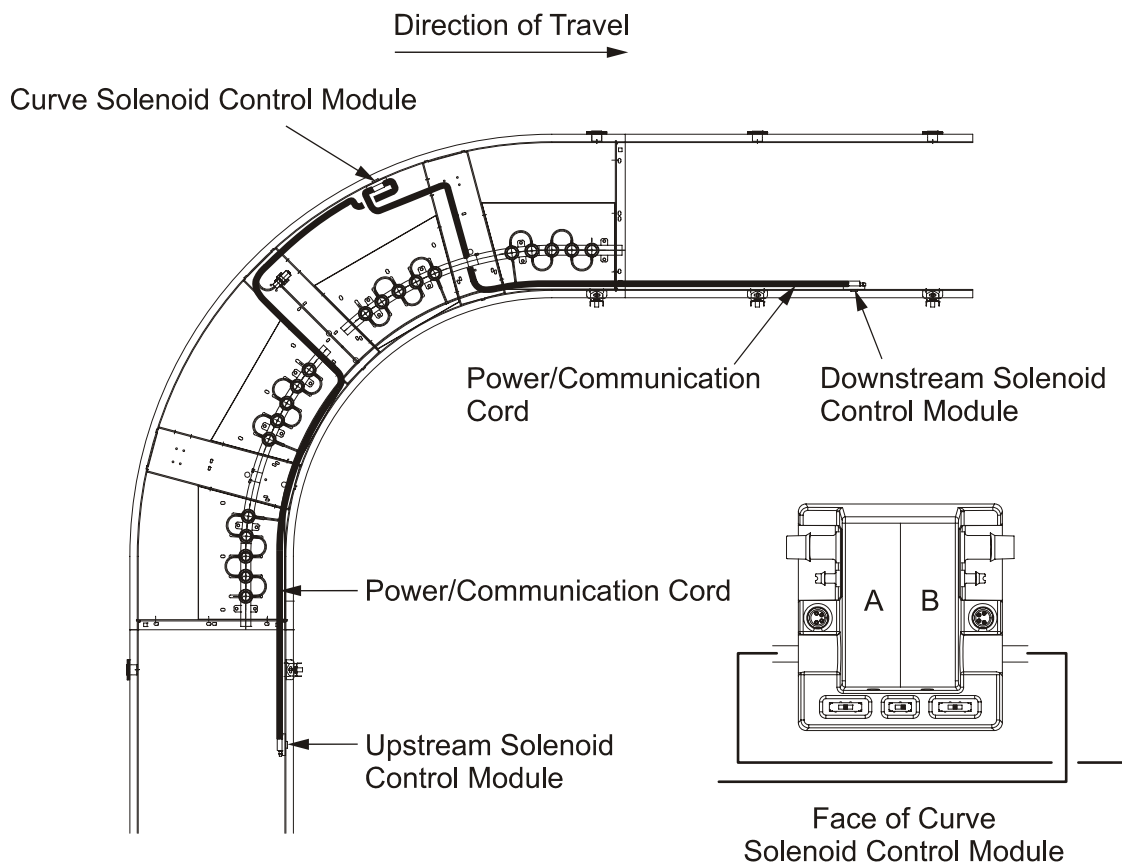 Direction of Travel
Curve Solenoid Control Module
Power/Communication
Cord
Downstream Solenoid
Control Module
Power/Communication Cord
A B
Upstream Solenoid
Control Module
Face of Curve
Solenoid Control Module